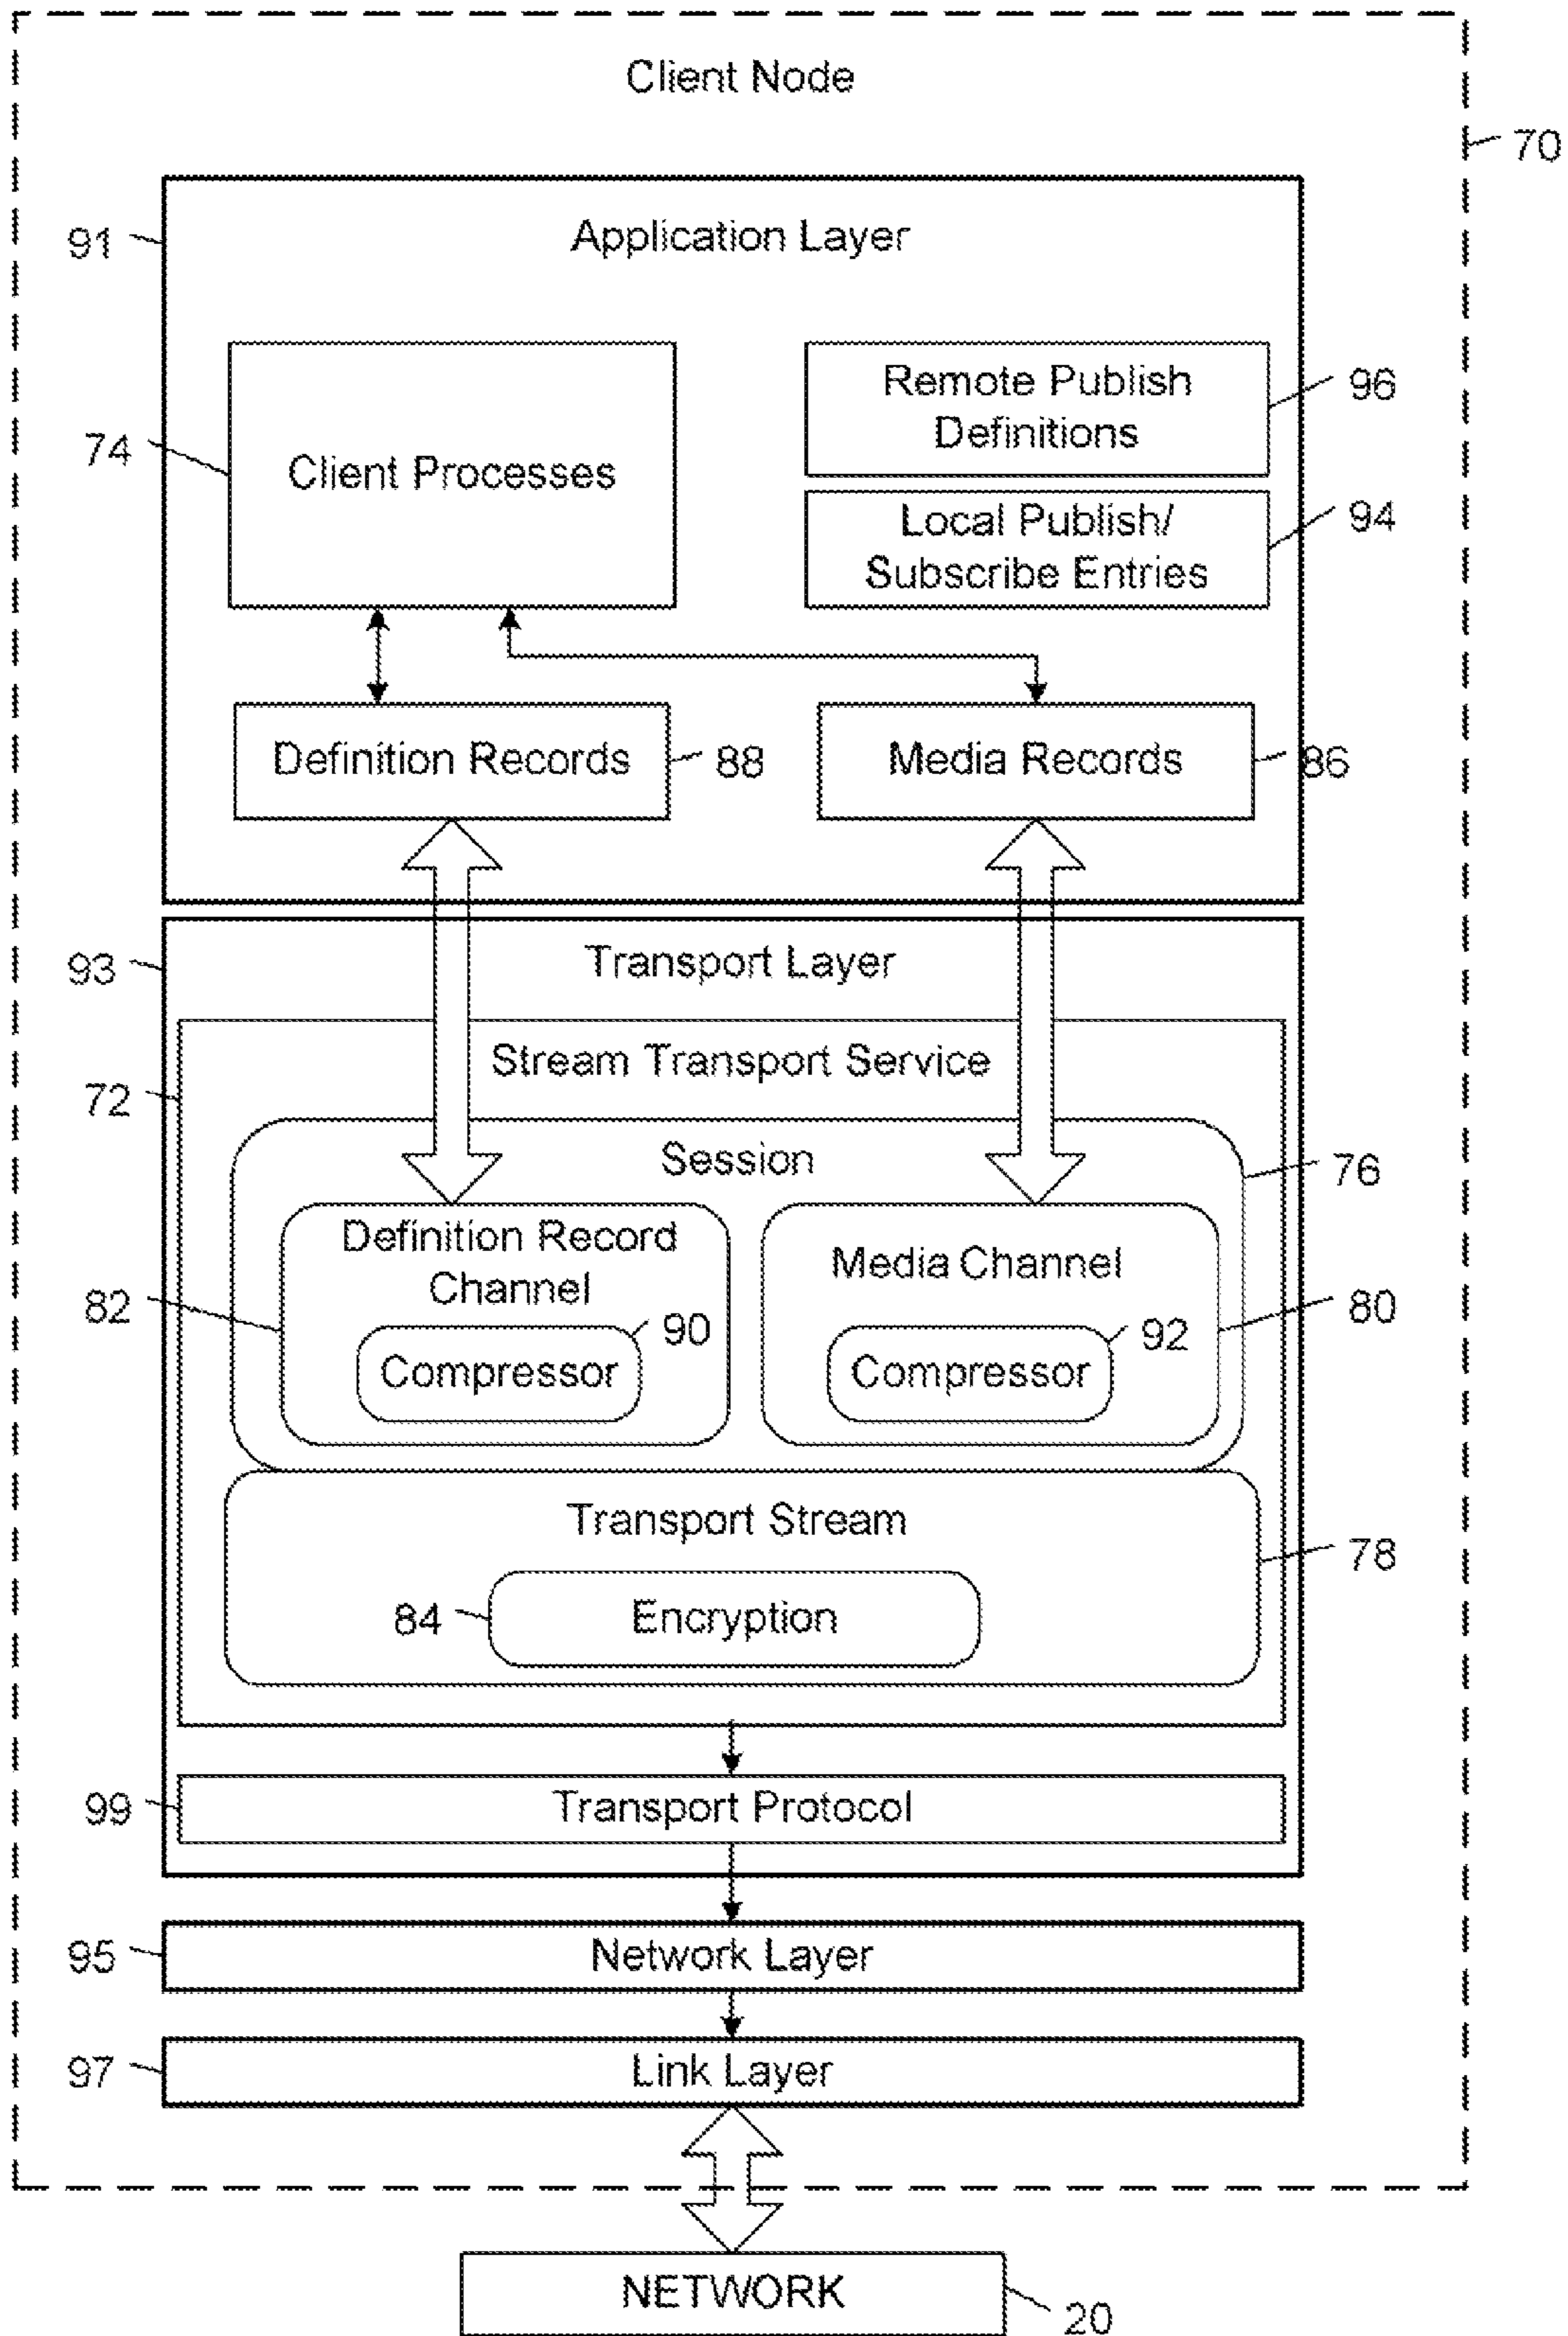 Client Node
70
91
Application Layer
74
Client Processes
Remote Publish
Definitions
96
Local Publish/
Subscribe Entries
94
Definition Records
88
Media Records
86
93
Transport Layer
72
Stream Transport Service
Session
76
Definition Record
Channel
82
90
Compressor
Media Channel
80
92
Compressor
Transport Stream
78
84
Encryption
99
Transport Protocol
95
Network Layer
97
Link Layer
NETWORK
20